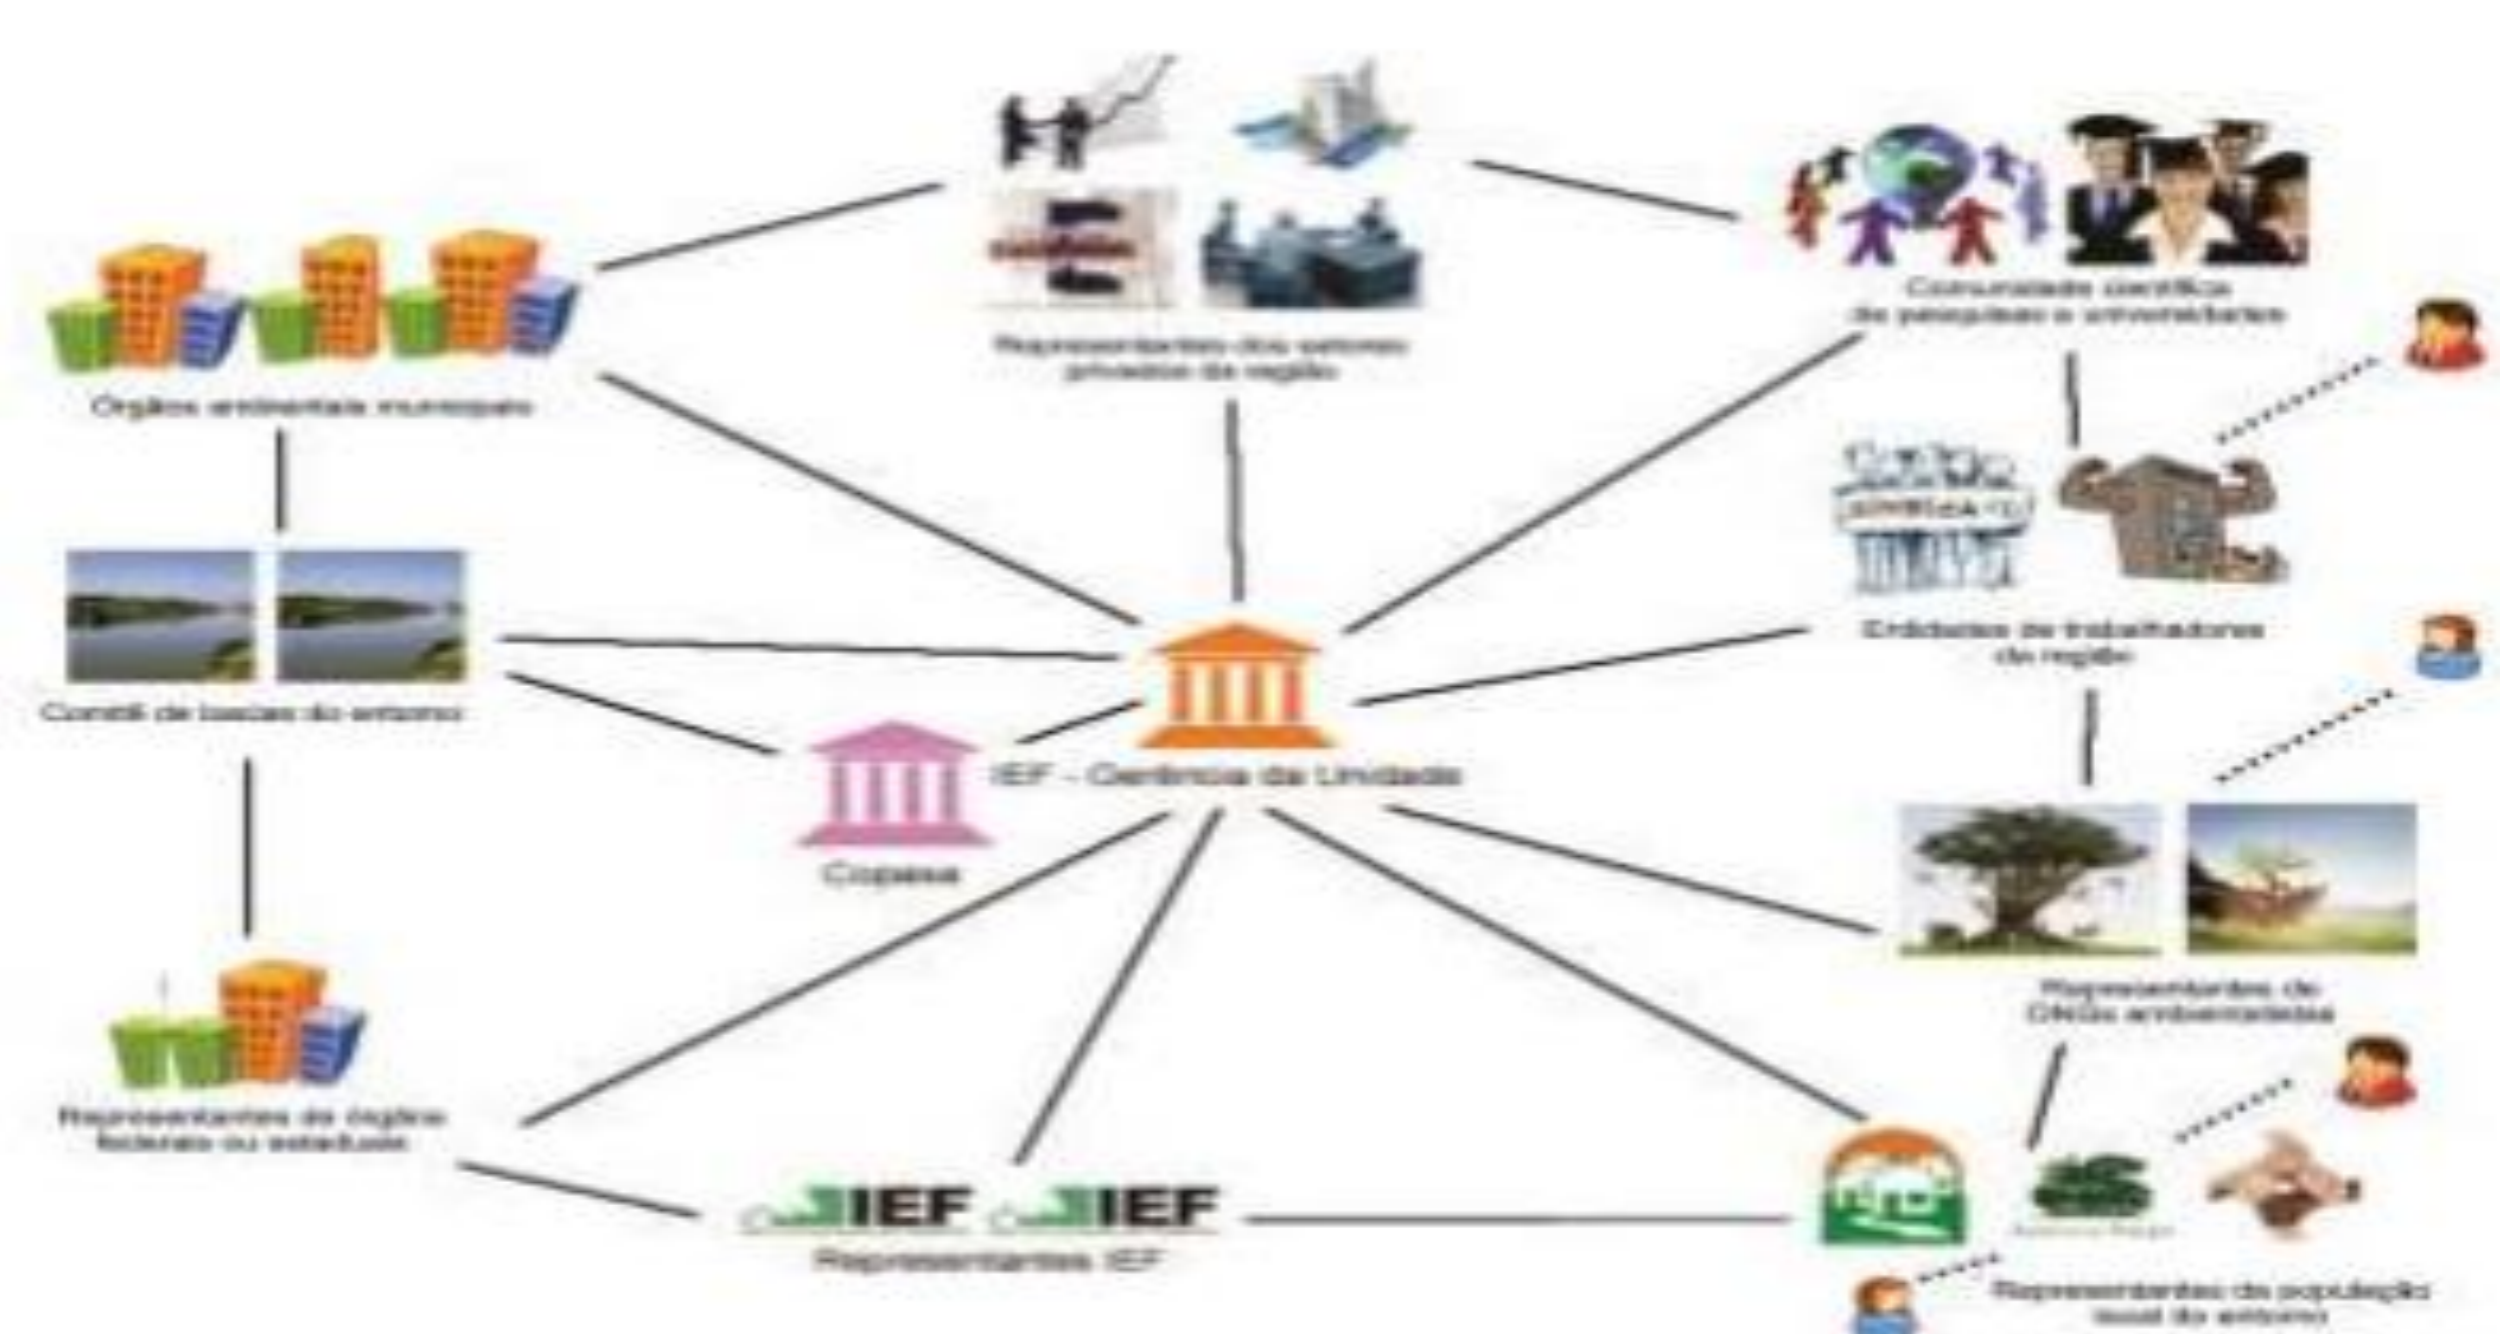 Comunidade científica
de pesquisas e universidades
Representantes dos setores
privados da região
Órgãos ambientais municipais
Entidades de trabalhadores
da região
Comitê de bacias do entorno
IEF - Gerência da Unidade
Copasa
Representantes de
ONGs ambientalistas
Representantes de órgãos
federais ou estaduais
IEF IEF
Representantes IEF
Representantes da população
local do entorno